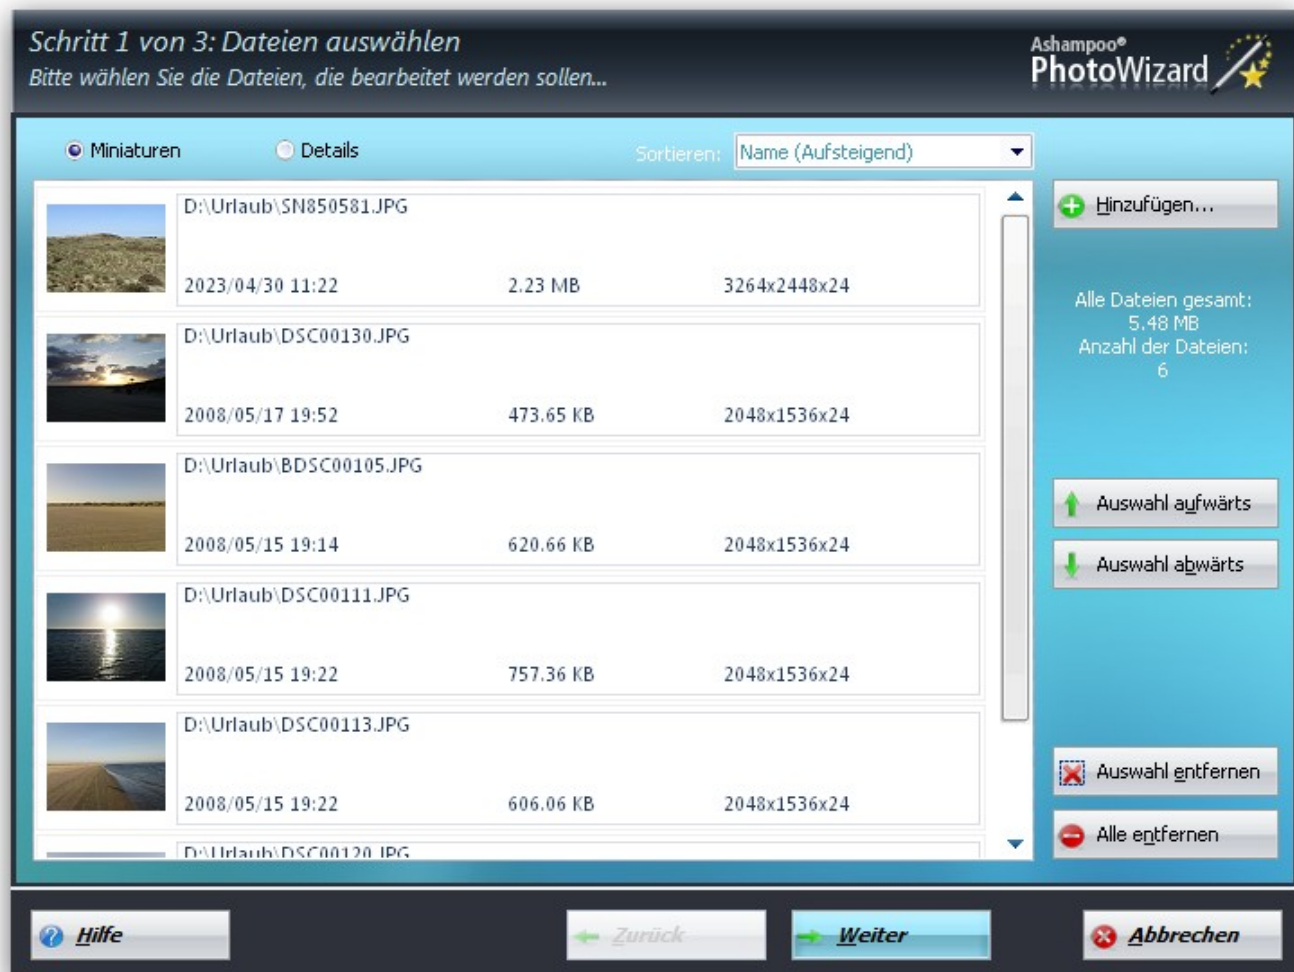 Schritt 1 von 3: Dateien auswählen
Bitte wählen Sie die Dateien, die bearbeitet werden sollen...
Ashampoo®
PhotoWizard
Miniaturen
Details
Sortieren:
Name (Aufsteigend)
D:\Urlaub\SN850581.JPG
2023/04/30 11:22 2.23 MB 3264x2448x24
D:\Urlaub\DSC00130.JPG
2008/05/17 19:52 473.65 KB 2048x1536x24
D:\Urlaub\BDSC00105.JPG
2008/05/15 19:14 620.66 KB 2048x1536x24
D:\Urlaub\DSC00111.JPG
2008/05/15 19:22 757.36 KB 2048x1536x24
D:\Urlaub\DSC00113.JPG
2008/05/15 19:22 606.06 KB 2048x1536x24
D:\Urlaub\DSC00120.JPG
Hinzufügen...
Alle Dateien gesamt:
5.48 MB
Anzahl der Dateien:
6
Auswahl aufwärts
Auswahl abwärts
Auswahl entfernen
Alle entfernen
Hilfe
Zurück
Weiter
Abbrechen